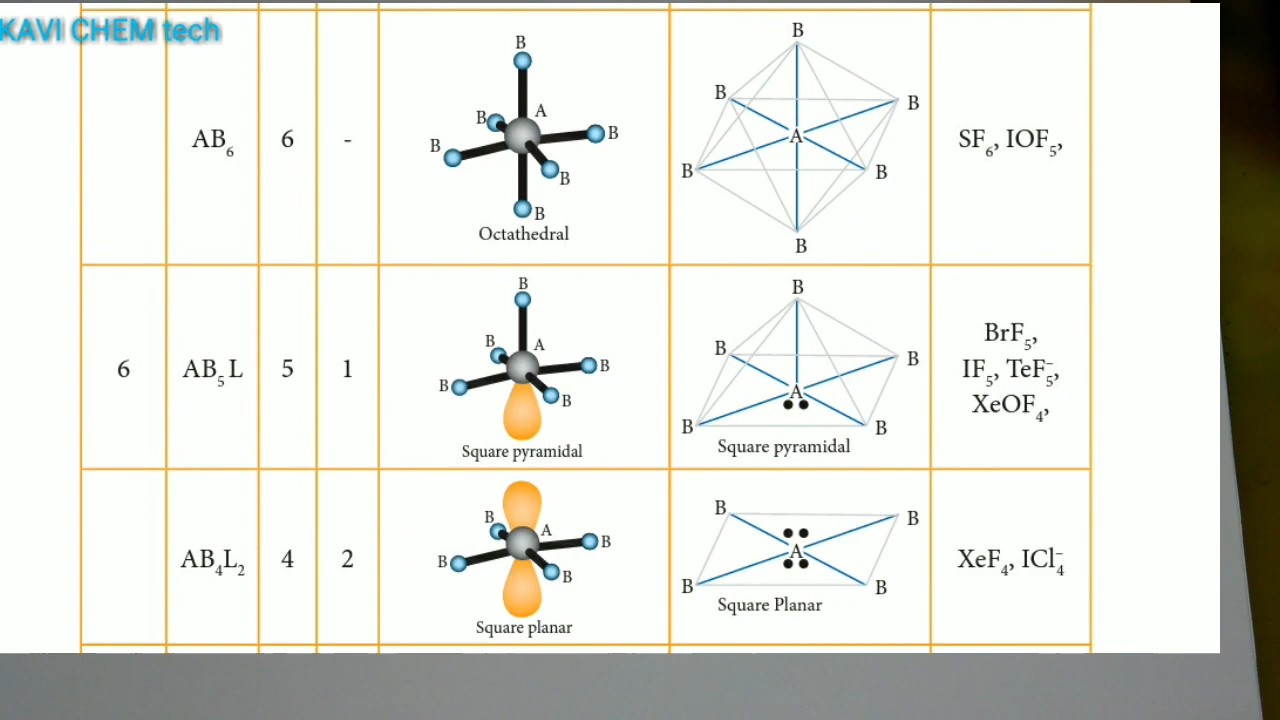 KAVI CHEM tech
B
B A
B B
B
B
Octathedral
B
B B
A
B B
B
AB₆ 6 - SF₆, IOF₅,
B
B A
B B
B
Square pyramidal
B
B B
A
B B
Square pyramidal
6 AB₅L 5 1
BrF₅,
IF₅, TeF₅⁻,
XeOF₄,
B A
B B
B
Square planar
B B
A
B B
Square Planar
AB₄L₂ 4 2 XeF₄, ICl₄⁻